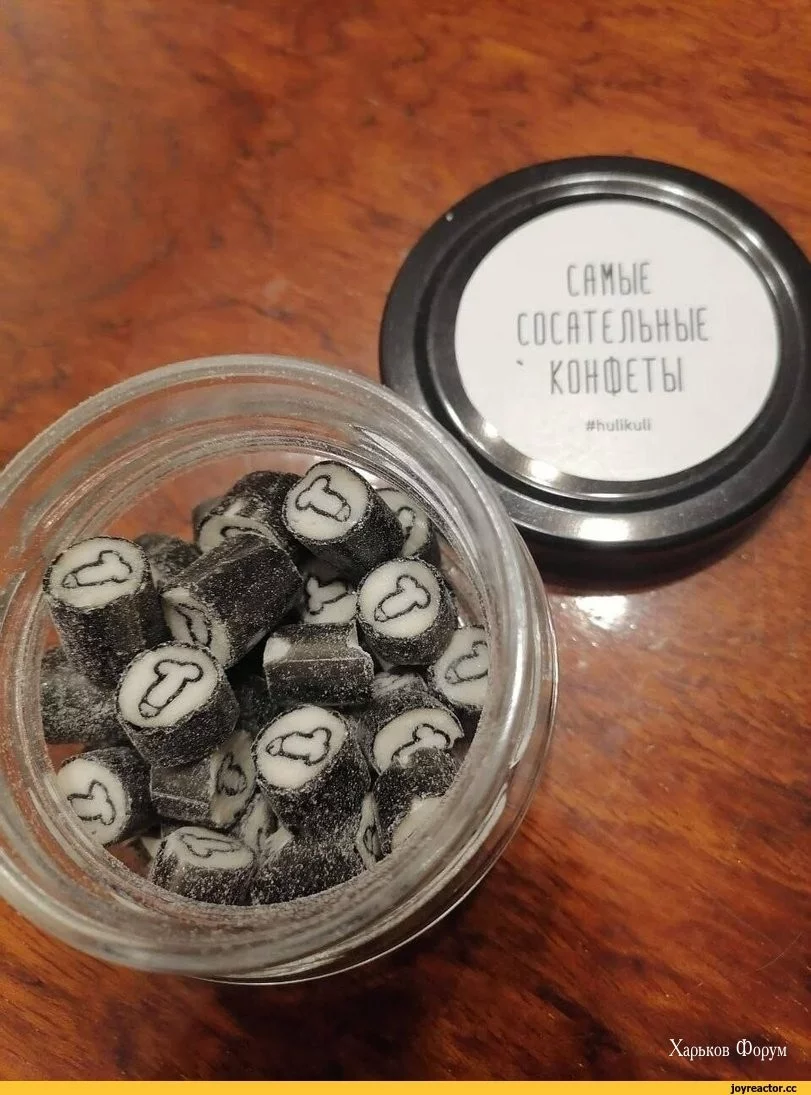 САМЫЕ
СОСАТЕЛЬНЫЕ
КОНФЕТЫ
#hulikuli
Харьков Форум
joyreactor.cc